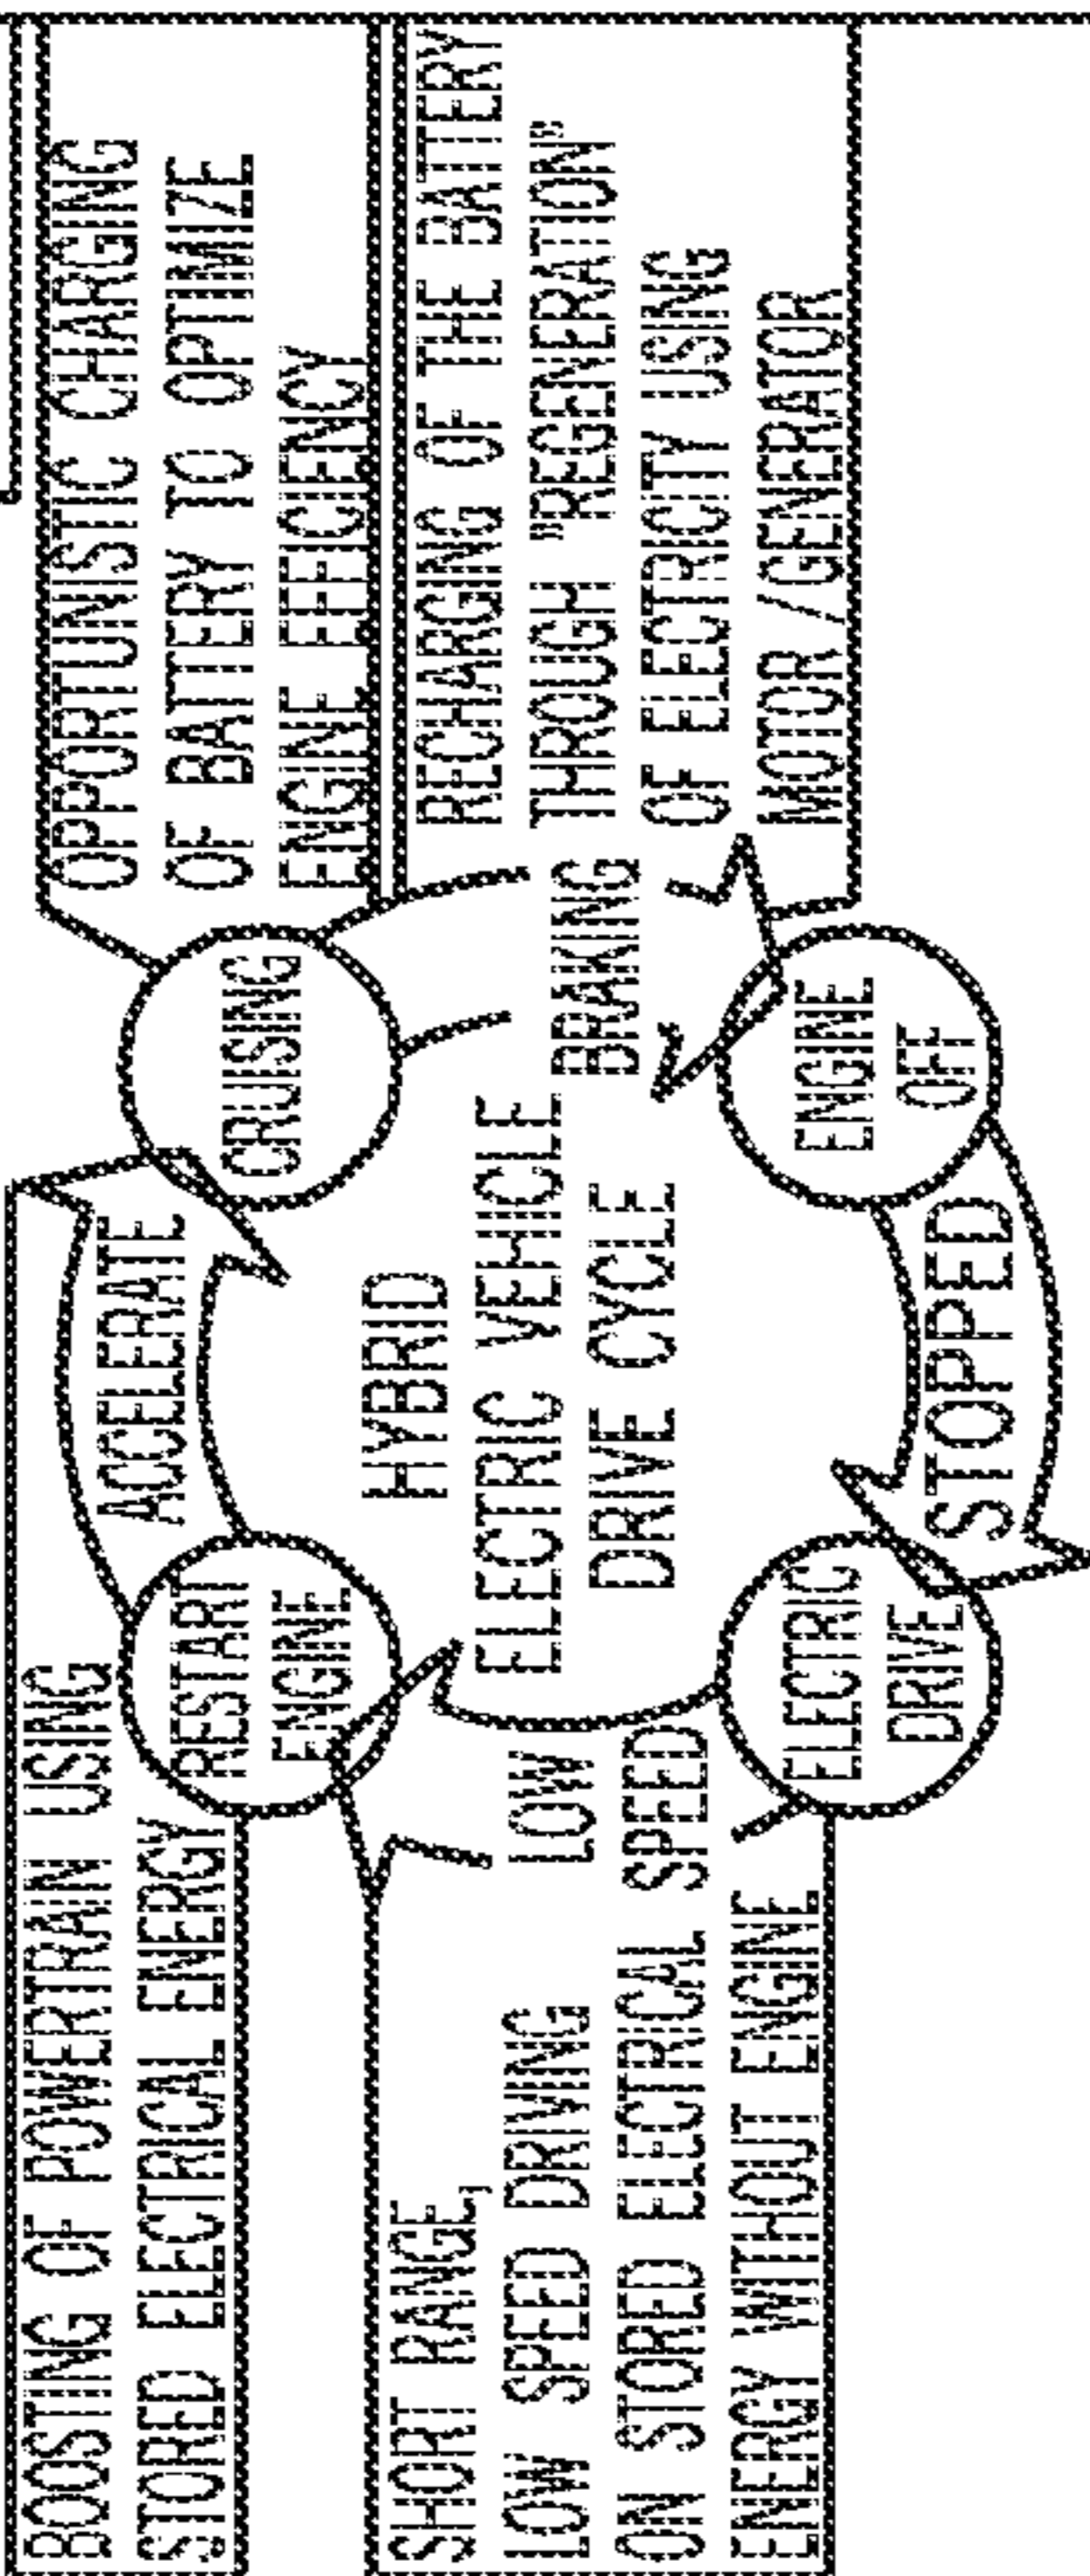 BOOSTING OF POWERTRAIN USING
STORED ELECTRICAL ENERGY
ACCELERATE
OPPORTUNISTIC CHARGING
OF BATTERY TO OPTIMIZE
ENGINE EFFICIENCY
RESTART
ENGINE
CRUISING
SHORT RANGE,
LOW SPEED DRIVING
ON STORED ELECTRICAL
ENERGY WITHOUT ENGINE
LOW
SPEED
HYBRID
ELECTRIC VEHICLE
DRIVE CYCLE
BRAKING
RECHARGING OF THE BATTERY
THROUGH "REGENERATION"
OF ELECTRICITY USING
MOTOR /GENERATOR
ELECTRIC
DRIVE
ENGINE
OFF
STOPPED